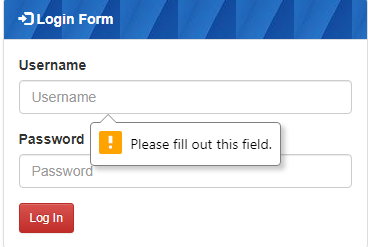 Login Form
Username
Username
Please fill out this field.
Password
Password
Log In